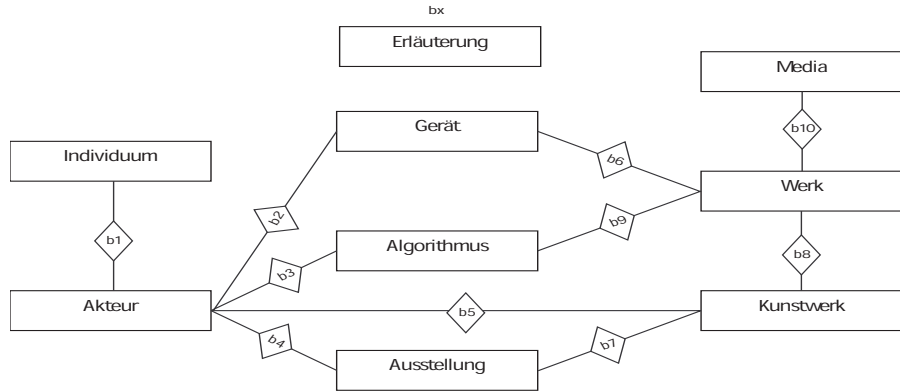 bx
Erläuterung
Media
b10
Gerät
Individuum
b6
Werk
b1
b2
b9
Algorithmus
b8
b3
Akteur
b5
Kunstwerk
b4
b7
Ausstellung